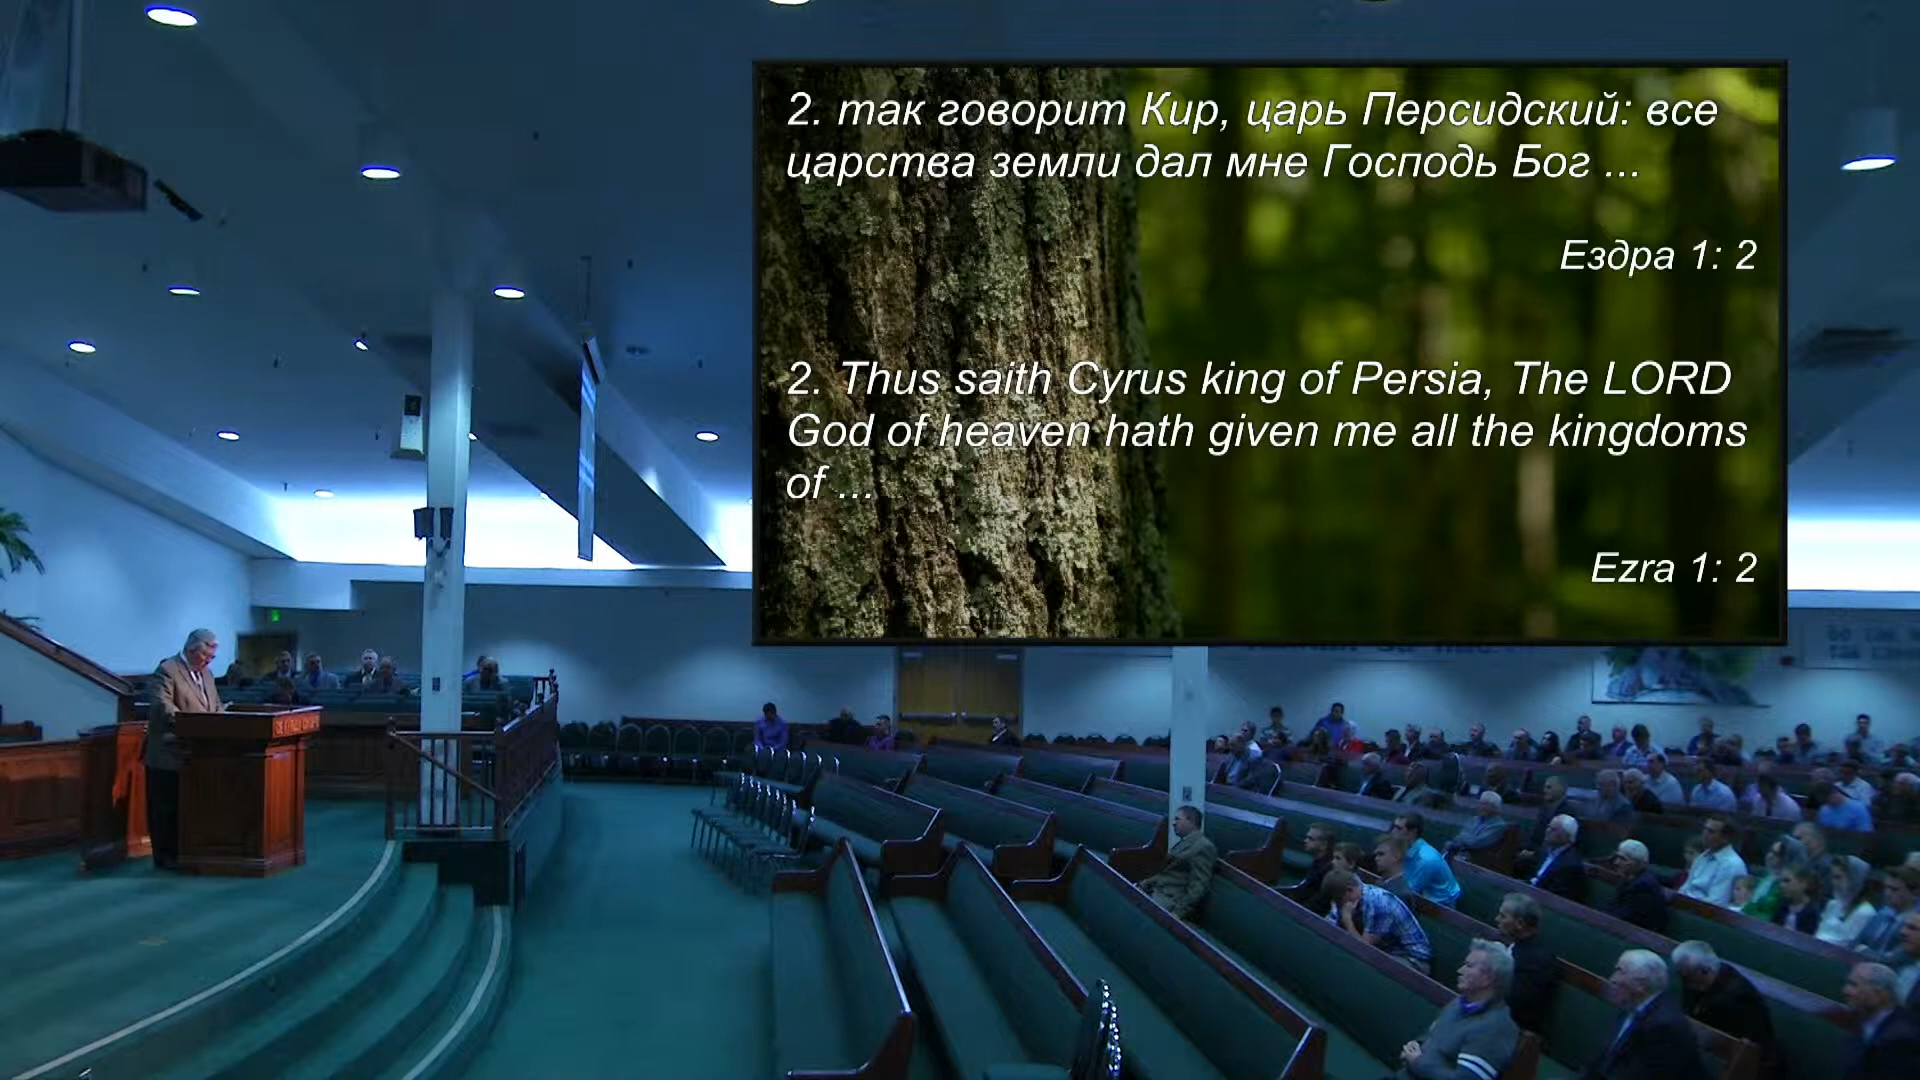 2. так говорит Кир, царь Персидский: все
царства земли дал мне Господь Бог ...
Ездра 1: 2
2. Thus saith Cyrus king of Persia, The LORD
God of heaven hath given me all the kingdoms
of ...
Ezra 1: 2